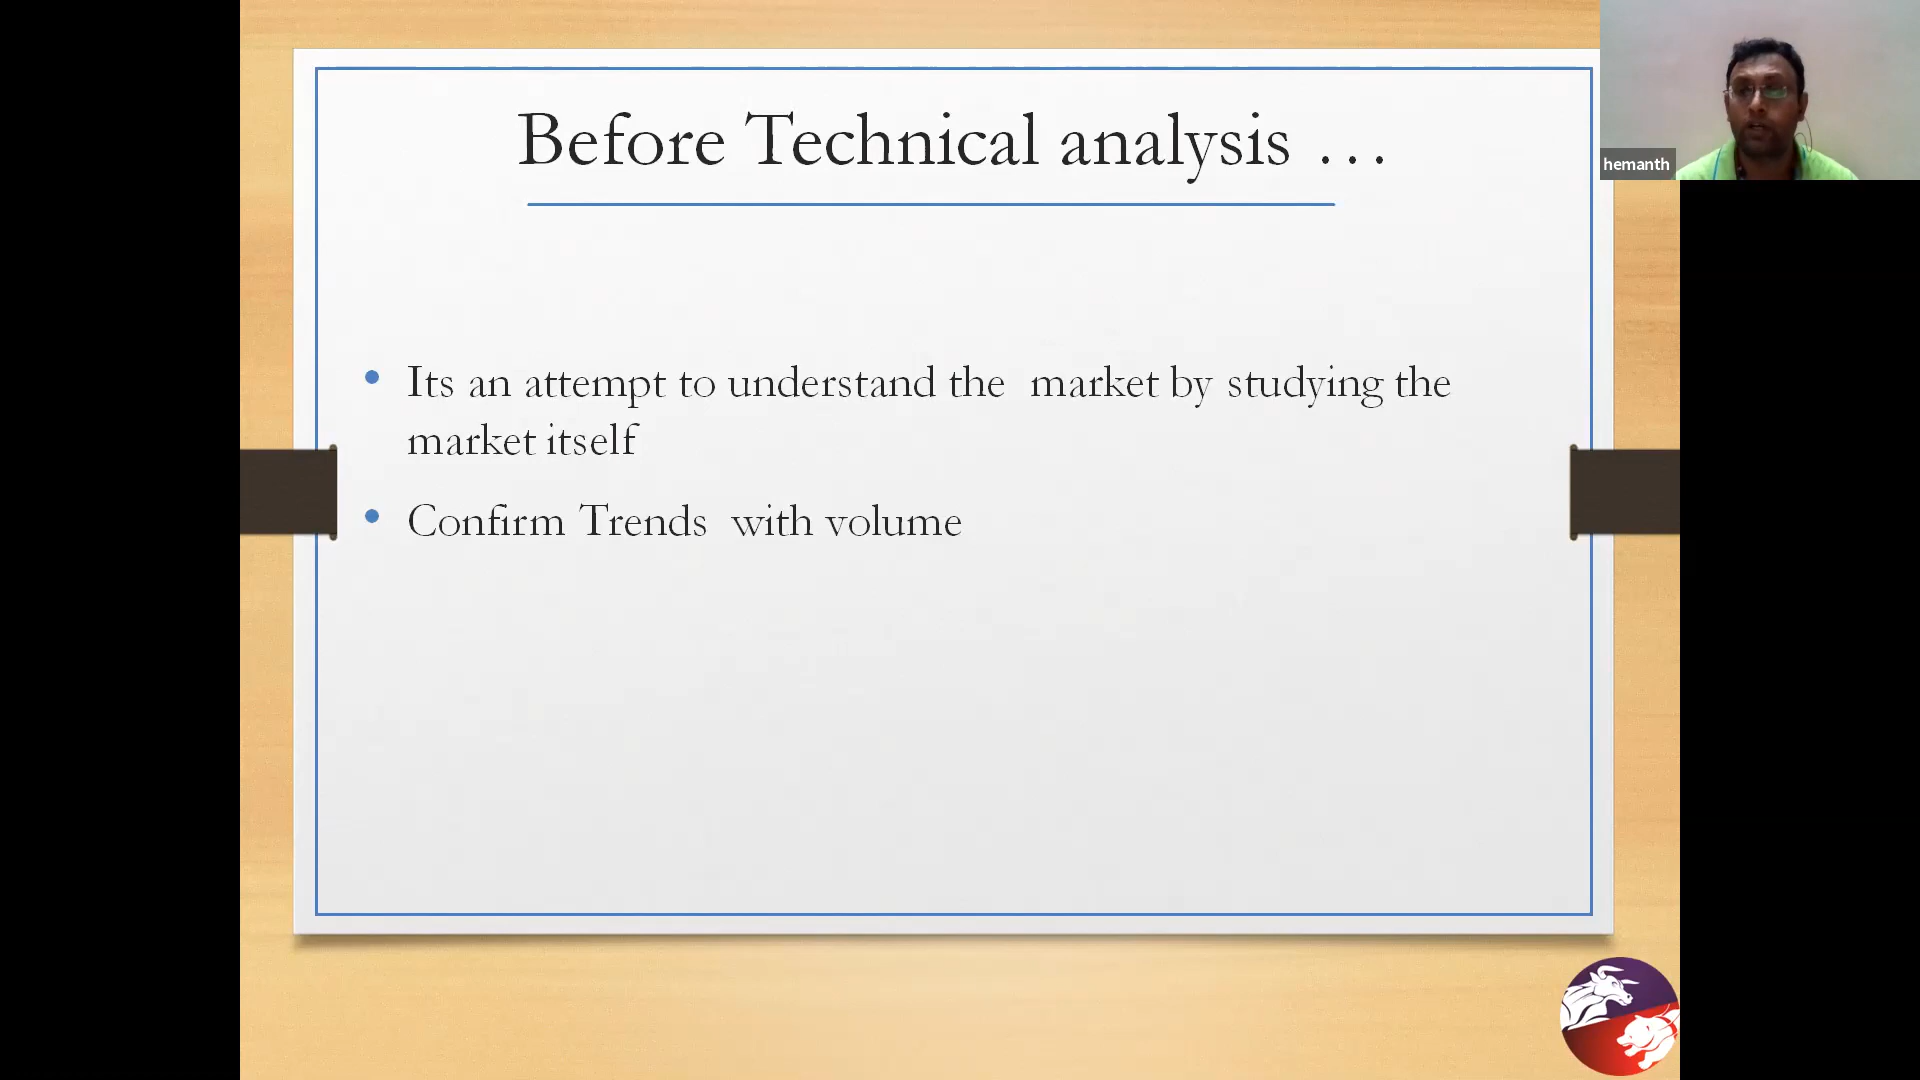 Before Technical analysis …
hemanth
Its an attempt to understand the market by studying the
market itself
Confirm Trends with volume